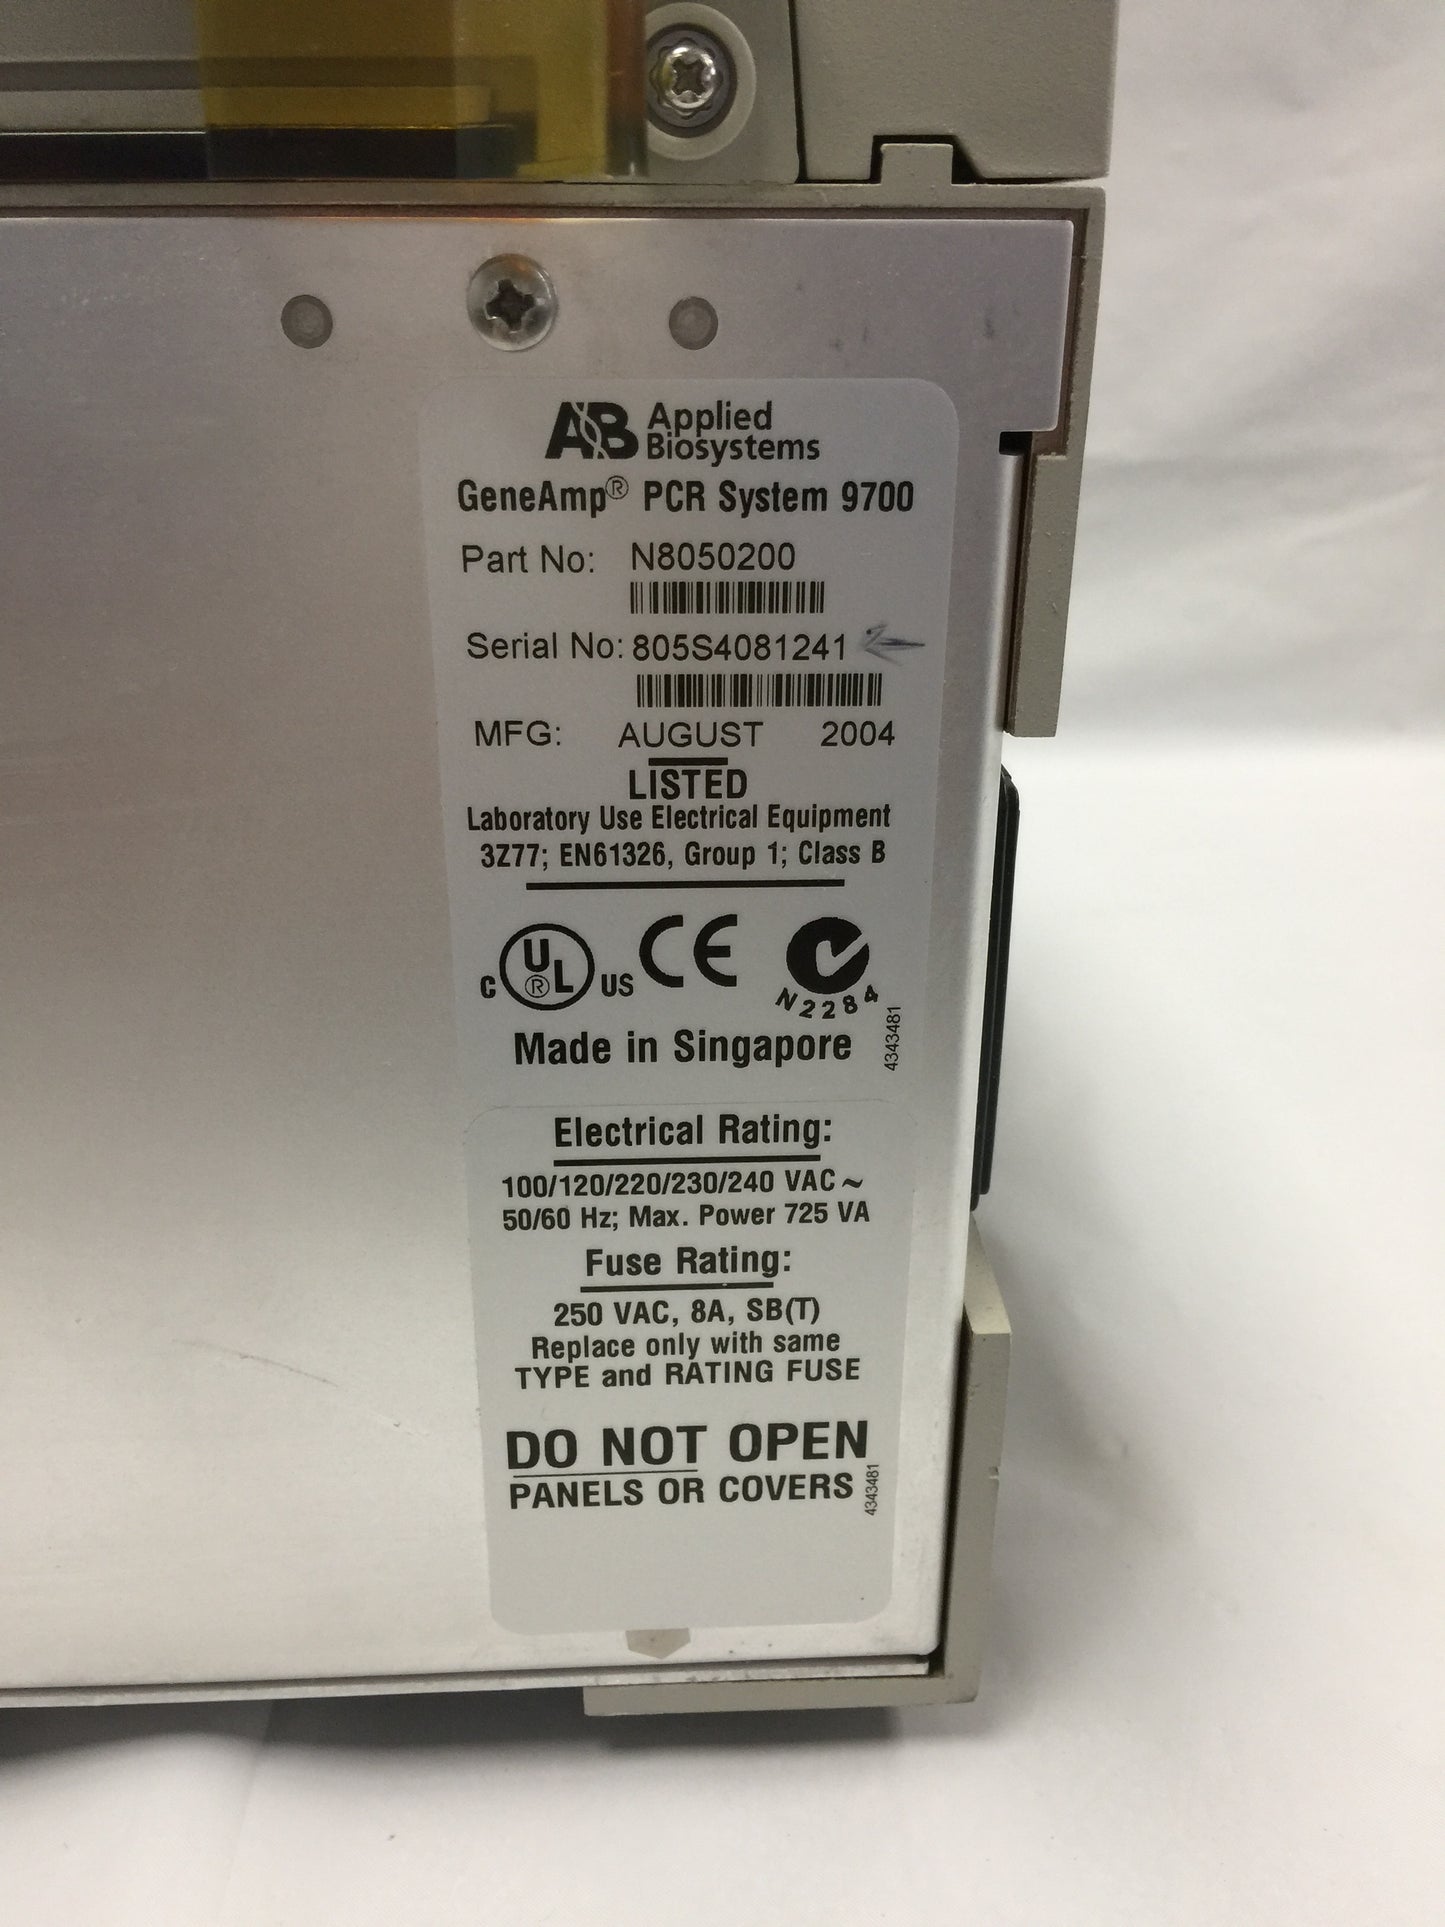 AB Applied
Biosystems
GeneAmp® PCR System 9700
Part No: N8050200
Serial No: 805S4081241
MFG: AUGUST 2004
LISTED
Laboratory Use Electrical Equipment
3Z77; EN61326, Group 1; Class B
C UL® US CE N2284
Made in Singapore
4343481
Electrical Rating:
100/120/220/230/240 VAC ~
50/60 Hz; Max. Power 725 VA
Fuse Rating:
250 VAC, 8A, SB(T)
Replace only with same
TYPE and RATING FUSE
DO NOT OPEN
PANELS OR COVERS
4343481